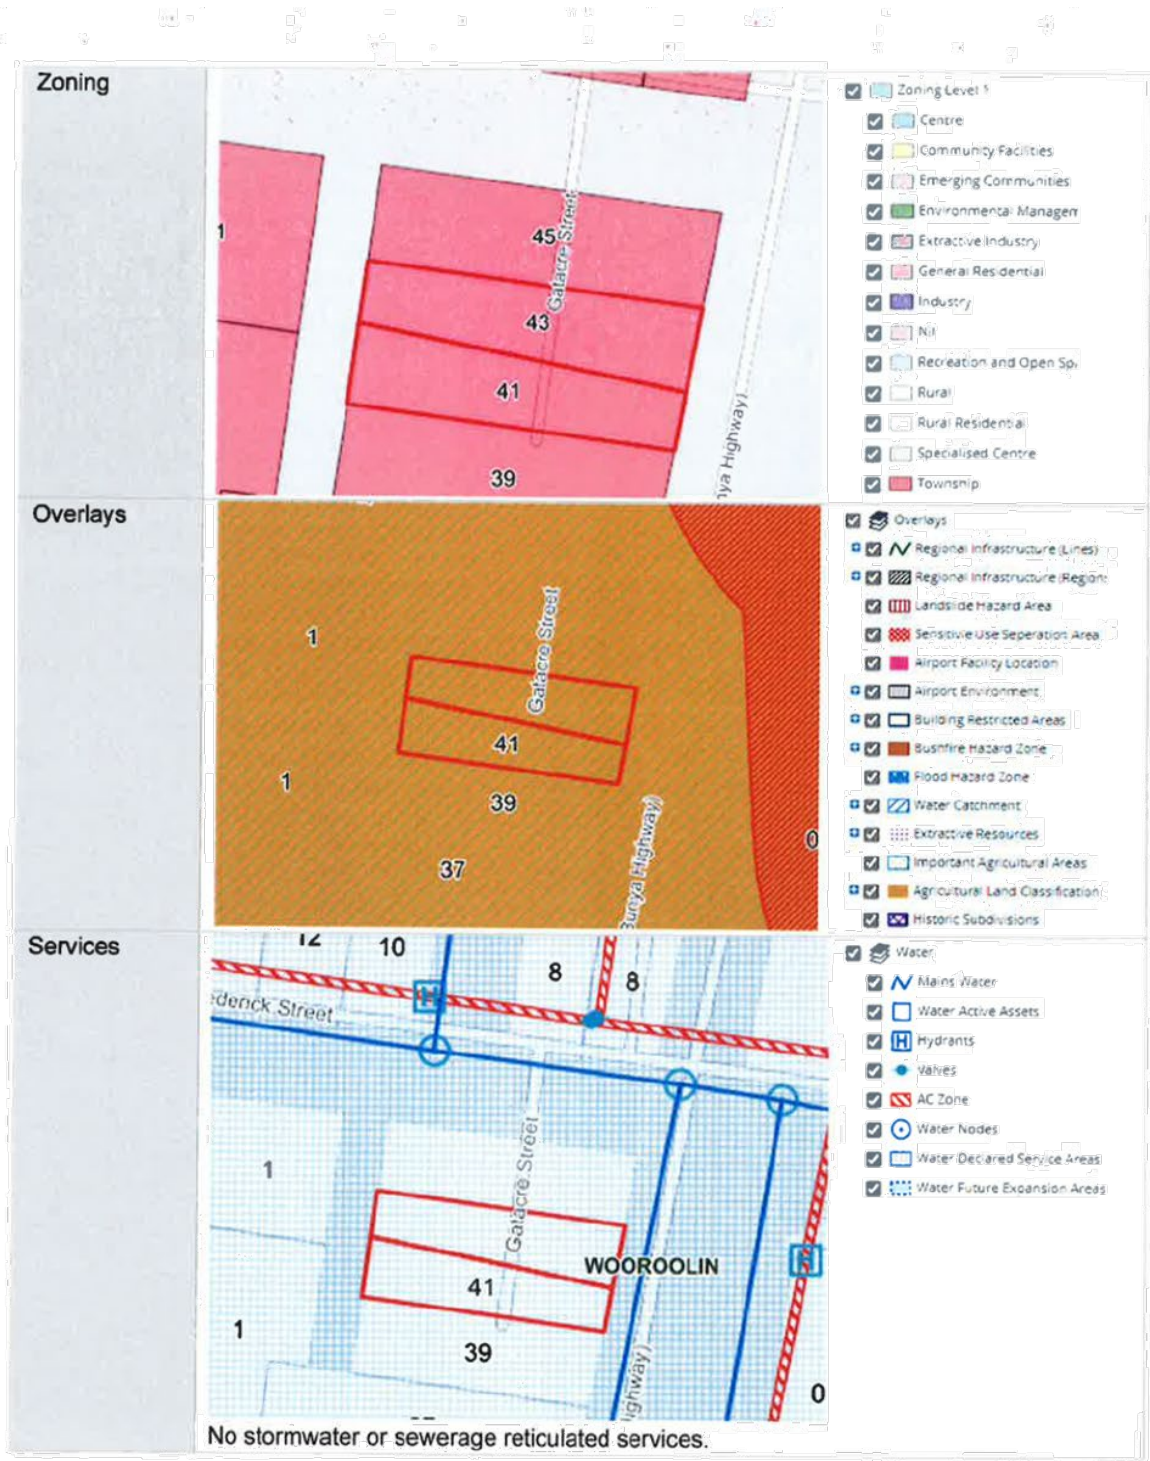 Zoning
1
45
43
41
39
Gatacre Street
ya Highway)
Zoning Level 1
Centre
Community Facilities
Emerging Communities
Environmental Managem
Extractive Industry
General Residential
Industry
Nil
Recreation and Open Sp
Rural
Rural Residential
Specialised Centre
Township
Overlays
1
Gatacre Street
41
1
39
37
0
Bunya Highway)
Overlays
Regional Infrastructure (Lines)
Regional Infrastructure (Region
Landslide Hazard Area
Sensitive Use Seperation Area
Airport Facility Location
Airport Environment
Building Restricted Areas
Bushfire Hazard Zone
Flood Hazard Zone
Water Catchment
Extractive Resources
Important Agricultural Areas
Agricultural Land Classification
Historic Subdivisions
Services
12
10
8
8
H
ederick Street
Gatacre Street
1
WOOROOLIN
H
41
1
39
0
ighway)
Water
Mains Water
Water Active Assets
H Hydrants
Valves
AC Zone
Water Nodes
Water Declared Service Areas
Water Future Expansion Areas
No stormwater or sewerage reticulated services.